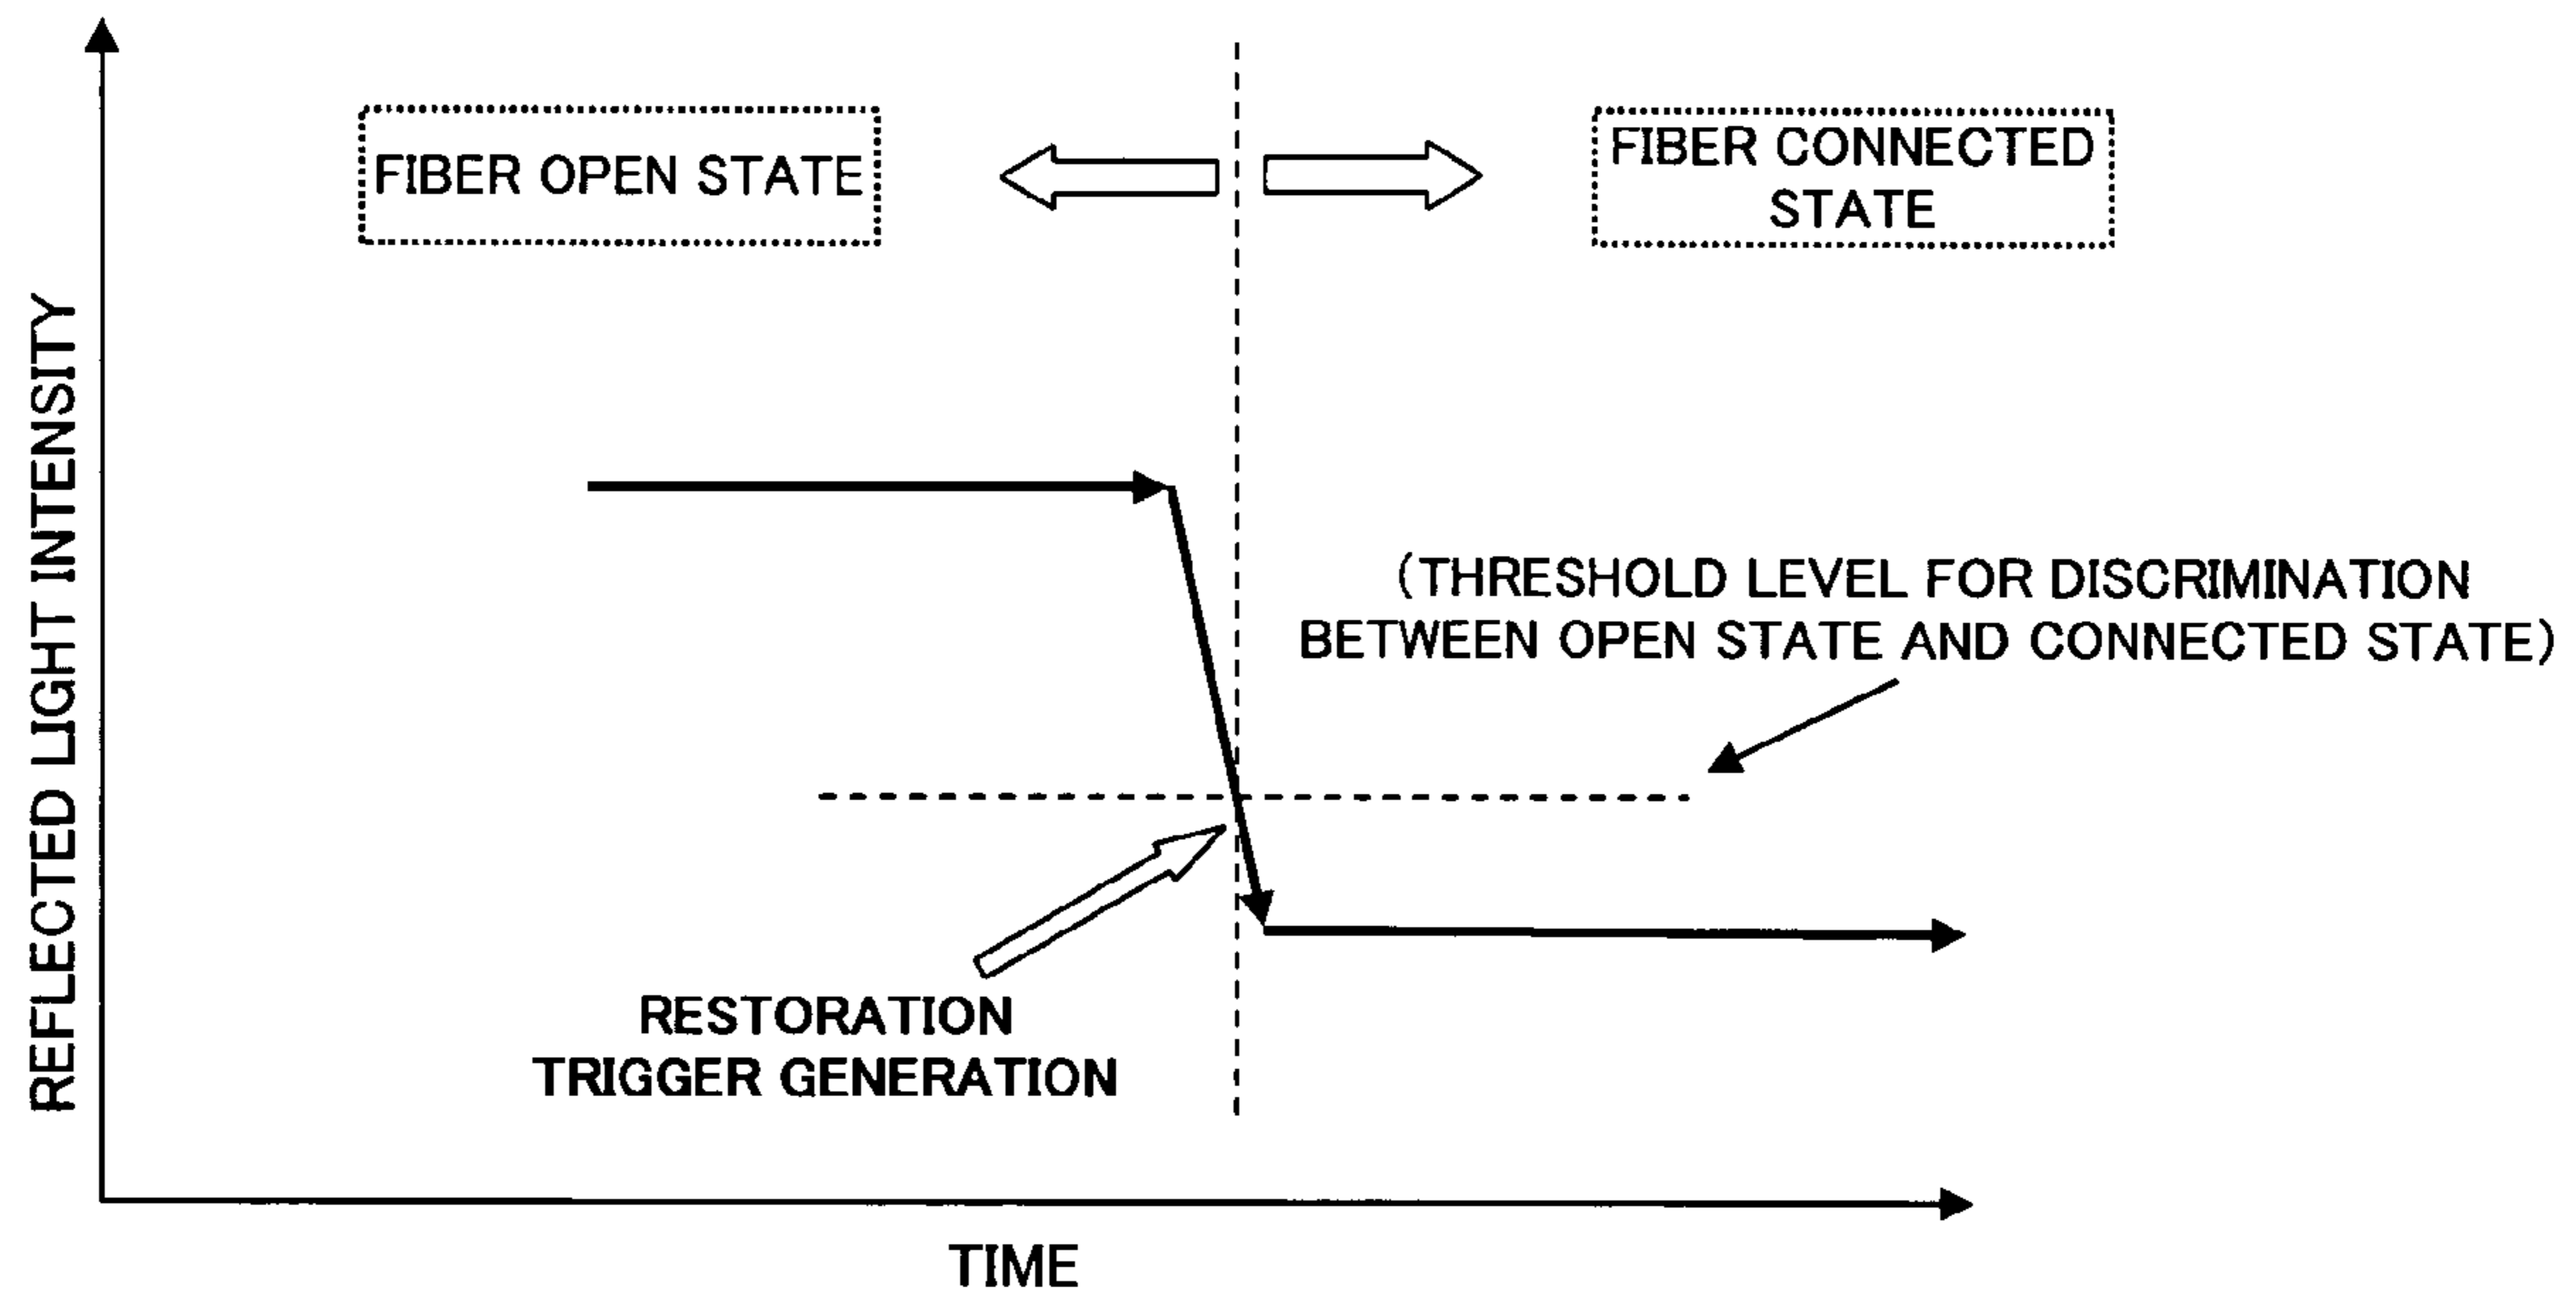 FIBER OPEN STATE
FIBER CONNECTED
STATE
REFLECTED LIGHT INTENSITY
(THRESHOLD LEVEL FOR DISCRIMINATION
BETWEEN OPEN STATE AND CONNECTED STATE)
RESTORATION
TRIGGER GENERATION
TIME